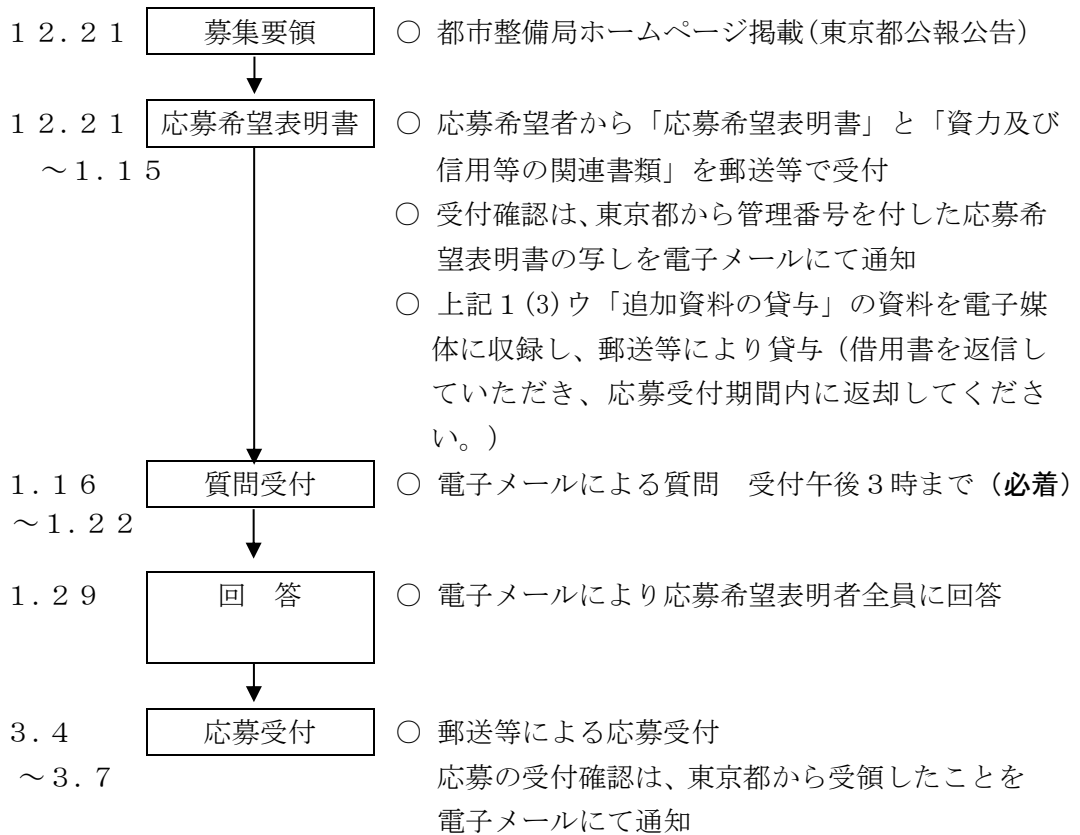 １２．２１　募集要領　○ 都市整備局ホームページ掲載（東京都公報公告）
１２．２１　応募希望表明書　○ 応募希望者から「応募希望表明書」と「資力及び
～１．１５　信用等の関連書類」を郵送等で受付
○ 受付確認は、東京都から管理番号を付した応募希
望表明書の写しを電子メールにて通知
○ 上記１(3)ウ「追加資料の貸与」の資料を電子媒
体に収録し、郵送等により貸与（借用書を返信し
ていただき、応募受付期間内に返却してくださ
い。）
１．１６　質問受付　○ 電子メールによる質問　受付午後３時まで（必着）
～１．２２
１．２９　回　答　○ 電子メールにより応募希望表明者全員に回答
３．４　応募受付　○ 郵送等による応募受付
～３．７　応募の受付確認は、東京都から受領したことを
電子メールにて通知